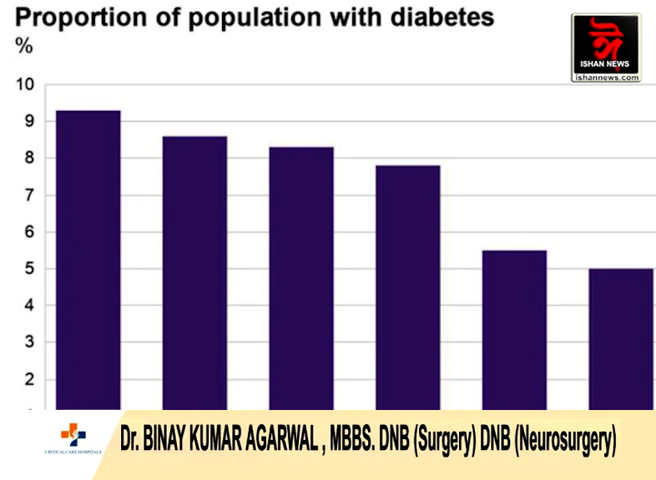 Proportion of population with diabetes
%
ই
ISHAN NEWS
ishannews.com
10
9
8
7
6
5
4
3
2
CRITICAL CARE HOSPITALS
Dr. BINAY KUMAR AGARWAL , MBBS. DNB (Surgery) DNB (Neurosurgery)